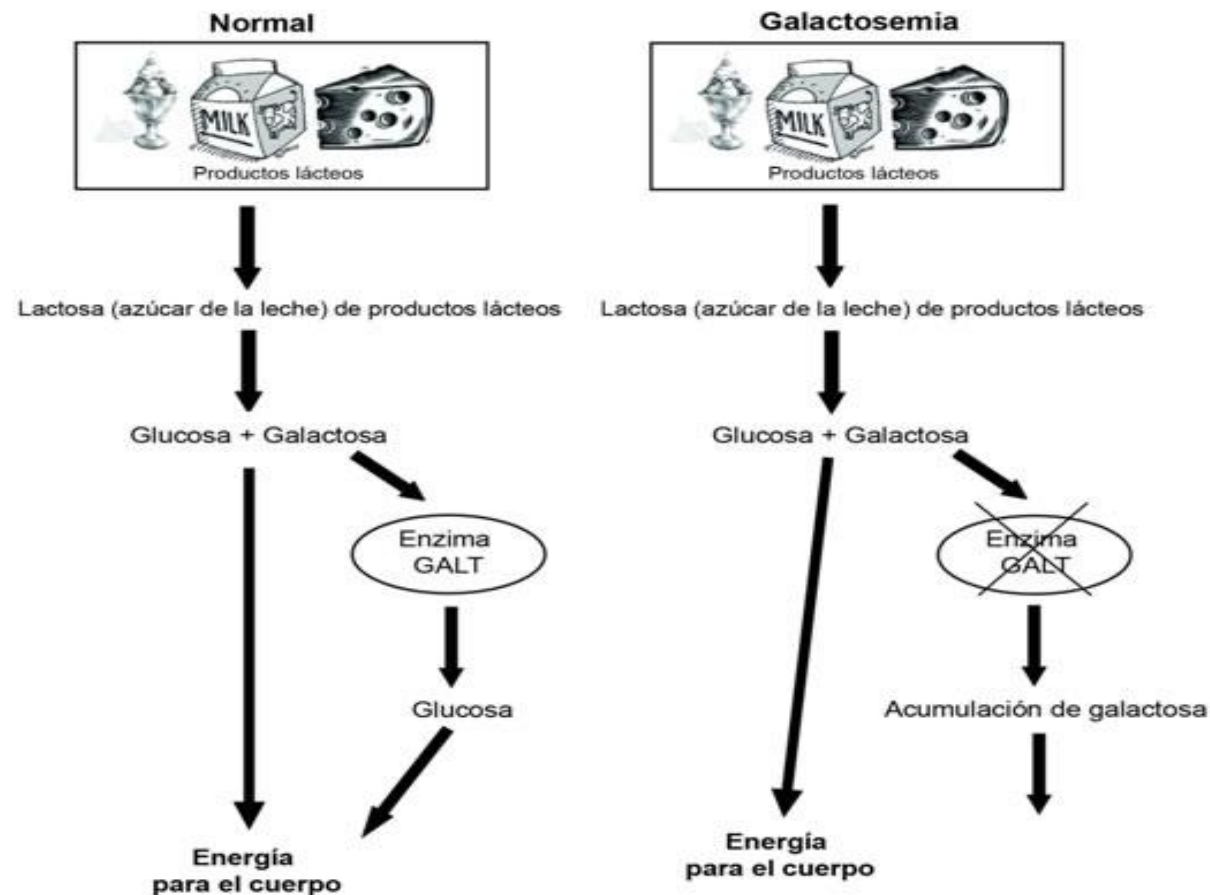 Normal
MILK
Productos lácteos
Lactosa (azúcar de la leche) de productos lácteos
Glucosa + Galactosa
Enzima
GALT
Glucosa
Energía
para el cuerpo
Galactosemia
MILK
Productos lácteos
Lactosa (azúcar de la leche) de productos lácteos
Glucosa + Galactosa
Enzima
GALT
Acumulación de galactosa
Energía
para el cuerpo